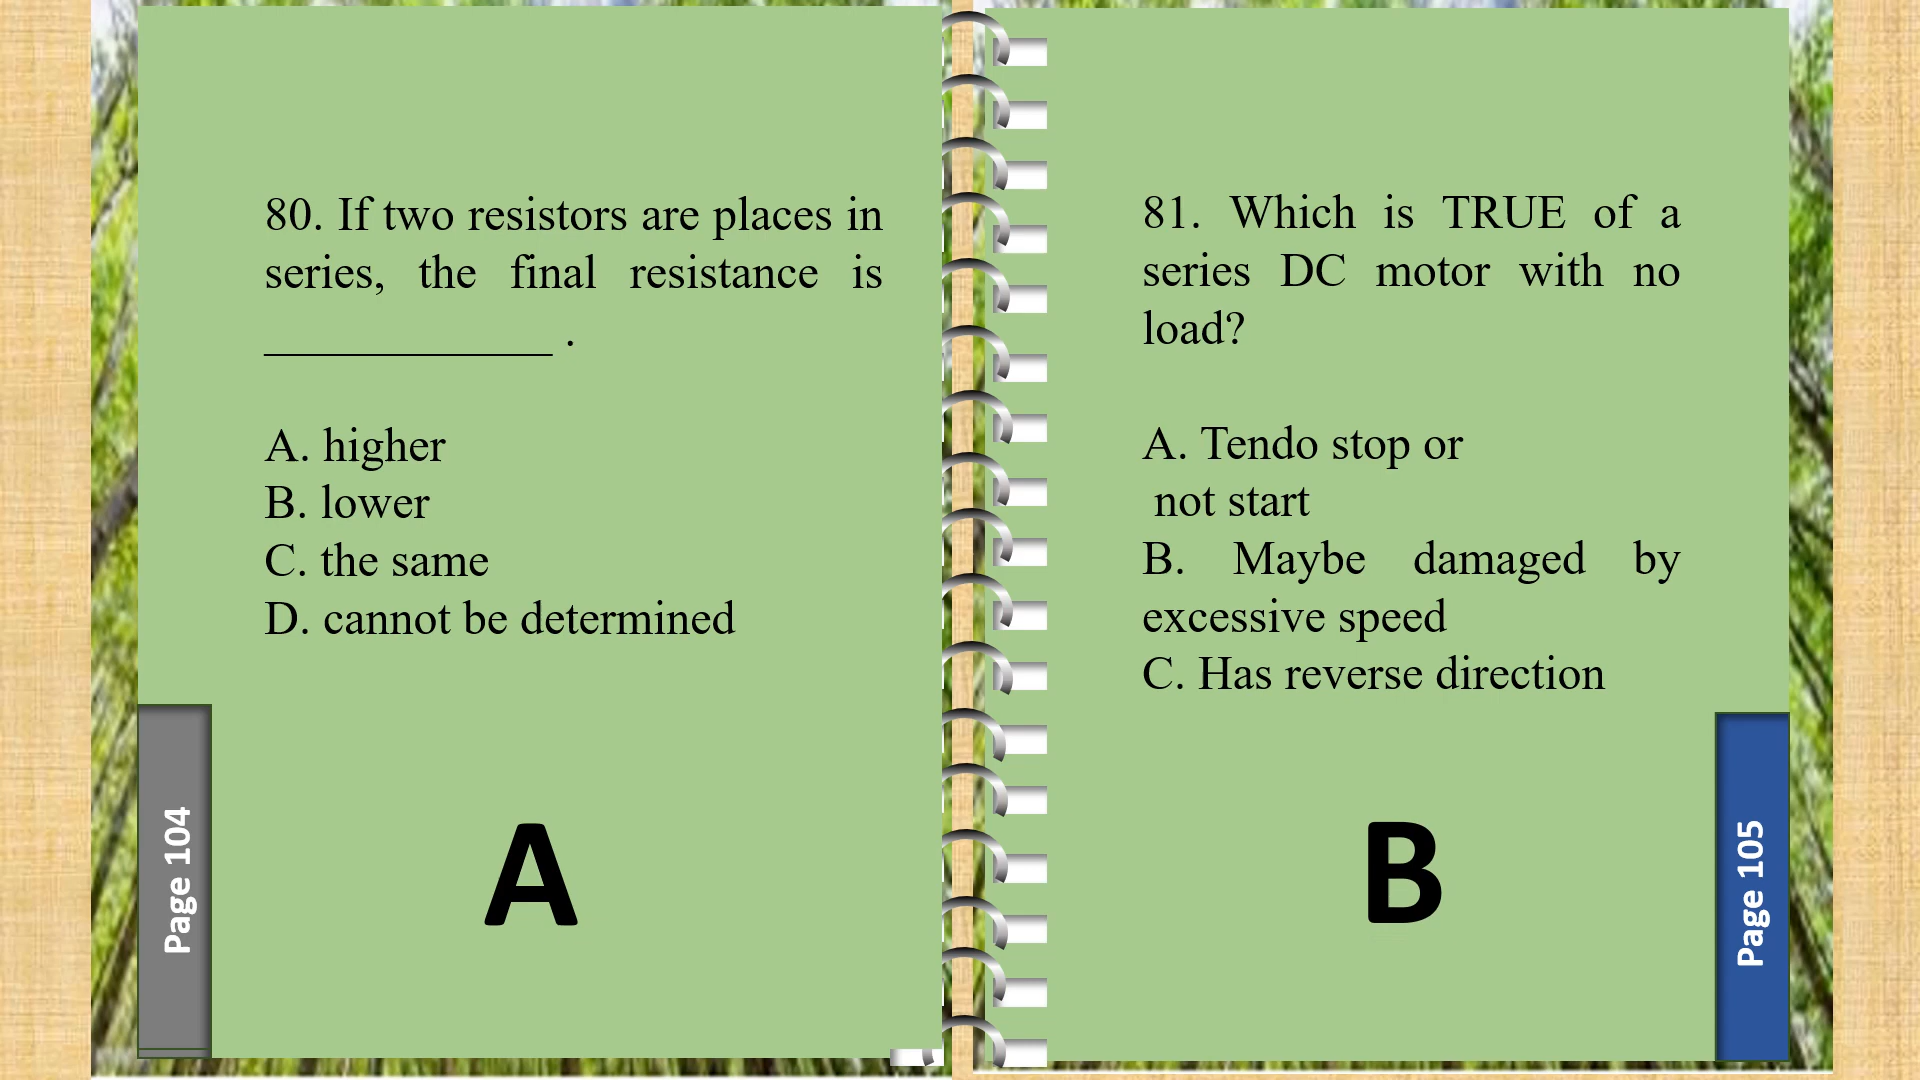 80. If two resistors are places in
series, the final resistance is
____________ .
A. higher
B. lower
C. the same
D. cannot be determined
A
Page 104
81. Which is TRUE of a
series DC motor with no
load?
A. Tendo stop or
not start
B. Maybe damaged by
excessive speed
C. Has reverse direction
B
Page 105